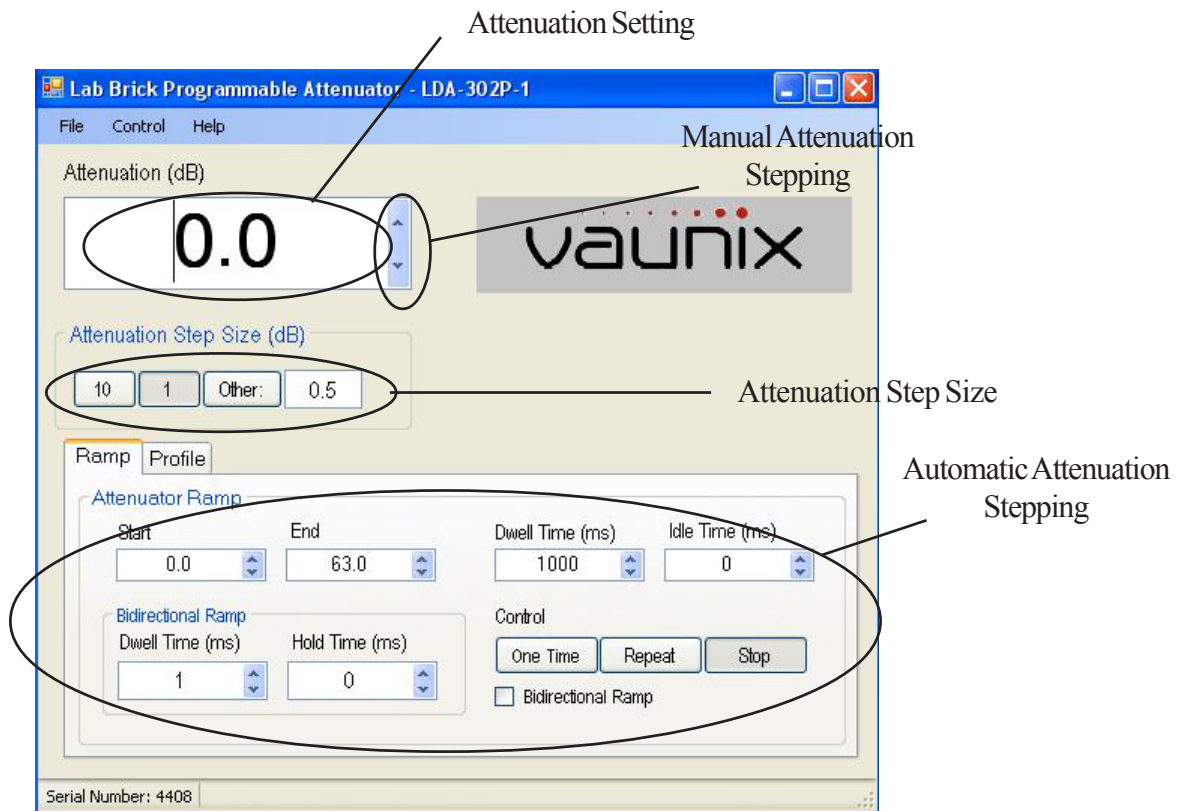 Attenuation Setting
Lab Brick Programmable Attenuator - LDA-302P-1
File Control Help
Manual Attenuation
Stepping
Attenuation (dB)
0.0
vaunix
Attenuation Step Size (dB)
10 1 Other: 0.5
Attenuation Step Size
Ramp Profile
Automatic Attenuation
Stepping
Attenuator Ramp
Start End Dwell Time (ms) Idle Time (ms)
0.0 63.0 1000 0
Bidirectional Ramp Control
Dwell Time (ms) Hold Time (ms)
One Time Repeat Stop
1 0
Bidirectional Ramp
Serial Number: 4408